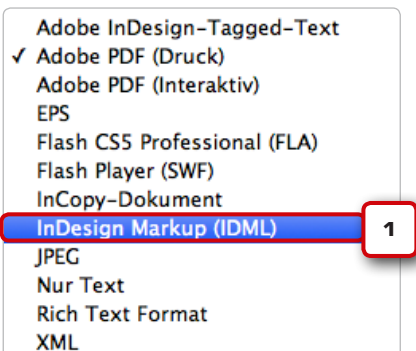 Adobe InDesign-Tagged-Text
✓ Adobe PDF (Druck)
Adobe PDF (Interaktiv)
EPS
Flash CS5 Professional (FLA)
Flash Player (SWF)
InCopy-Dokument
InDesign Markup (IDML) 1
JPEG
Nur Text
Rich Text Format
XML